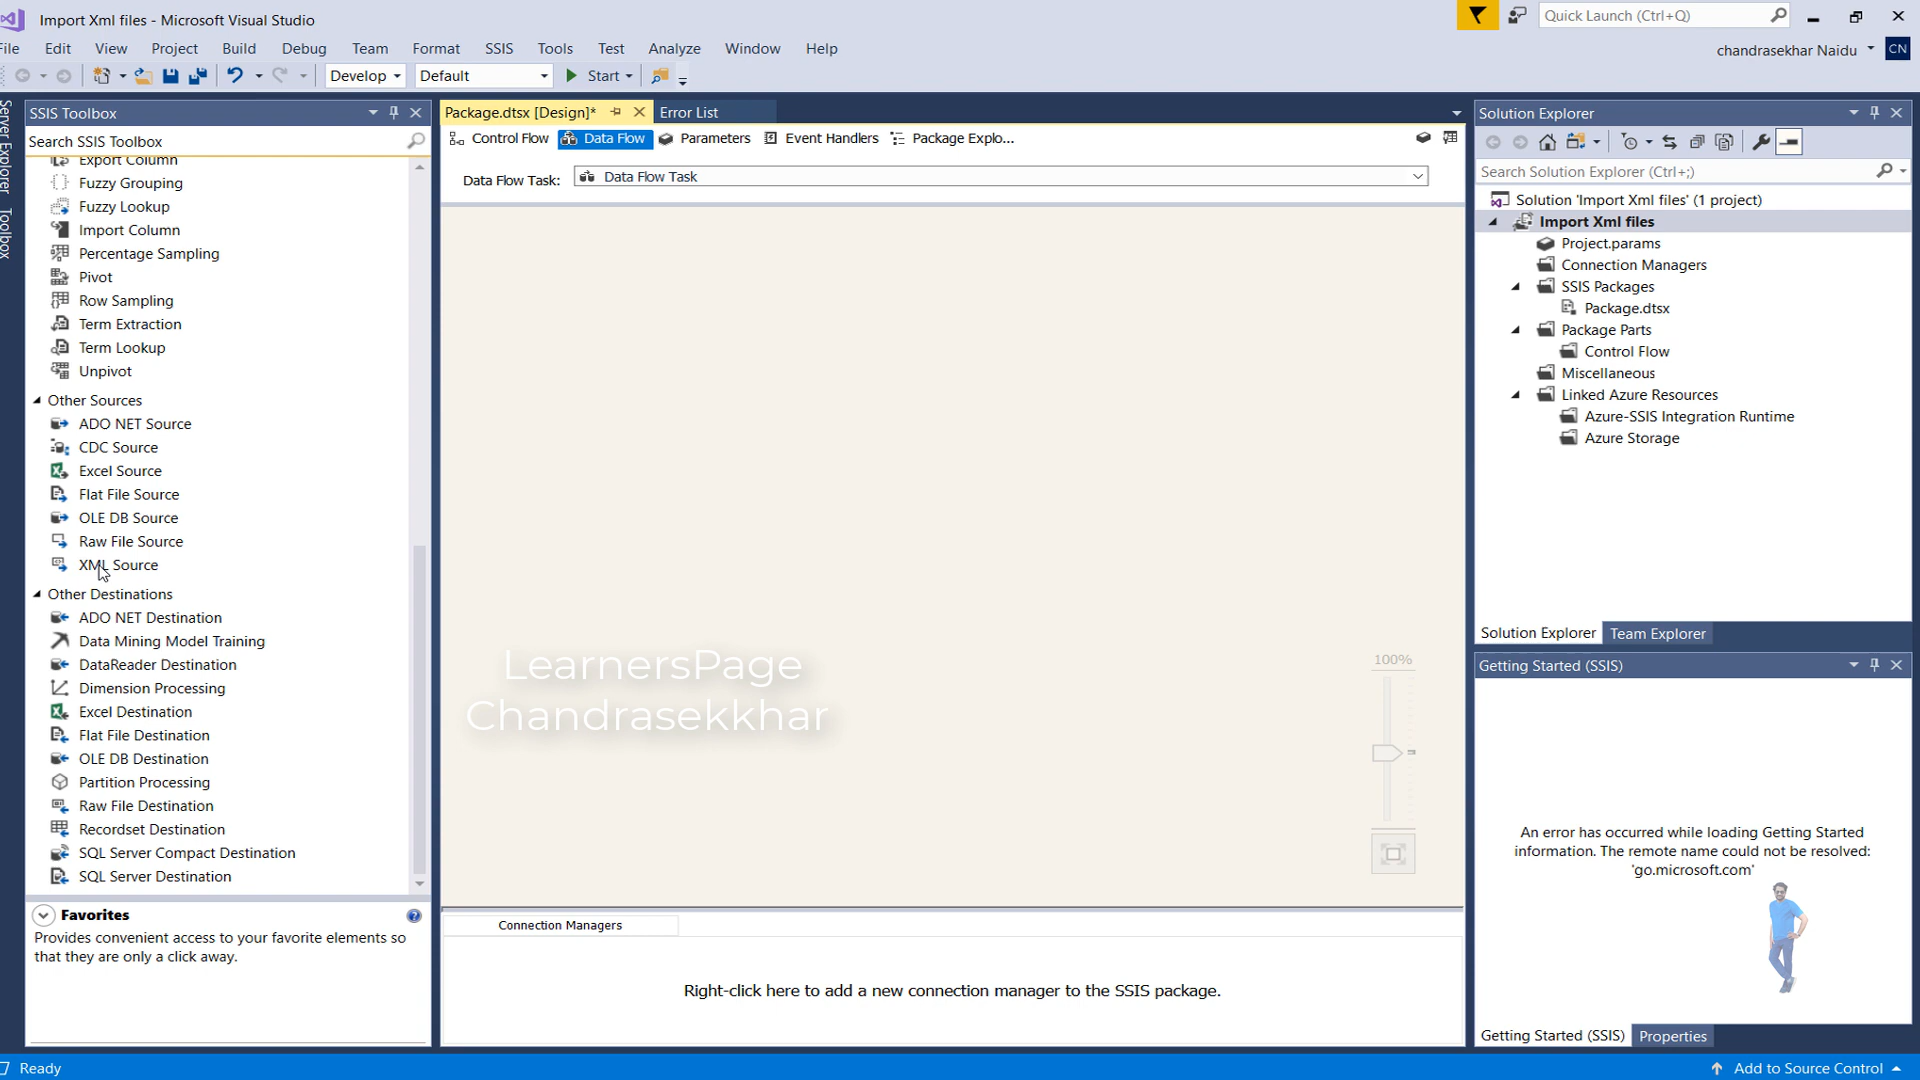 Import Xml files - Microsoft Visual Studio
Quick Launch (Ctrl+Q)
File Edit View Project Build Debug Team Format SSIS Tools Test Analyze Window Help
chandrasekhar Naidu CN
Develop Default Start
Server Explorer
Toolbox
SSIS Toolbox
Search SSIS Toolbox
Export Column
Fuzzy Grouping
Fuzzy Lookup
Import Column
Percentage Sampling
Pivot
Row Sampling
Term Extraction
Term Lookup
Unpivot
Other Sources
ADO NET Source
CDC Source
Excel Source
Flat File Source
OLE DB Source
Raw File Source
XML Source
Other Destinations
ADO NET Destination
Data Mining Model Training
DataReader Destination
Dimension Processing
Excel Destination
Flat File Destination
OLE DB Destination
Partition Processing
Raw File Destination
Recordset Destination
SQL Server Compact Destination
SQL Server Destination
Favorites
Provides convenient access to your favorite elements so
that they are only a click away.
Package.dtsx [Design]* Error List
Control Flow Data Flow Parameters Event Handlers Package Explo...
Data Flow Task: Data Flow Task
LearnersPage
Chandrasekkhar
100%
Connection Managers
Right-click here to add a new connection manager to the SSIS package.
Solution Explorer
Search Solution Explorer (Ctrl+;)
Solution 'Import Xml files' (1 project)
Import Xml files
Project.params
Connection Managers
SSIS Packages
Package.dtsx
Package Parts
Control Flow
Miscellaneous
Linked Azure Resources
Azure-SSIS Integration Runtime
Azure Storage
Solution Explorer Team Explorer
Getting Started (SSIS)
An error has occurred while loading Getting Started
information. The remote name could not be resolved:
'go.microsoft.com'
Getting Started (SSIS) Properties
Ready
Add to Source Control